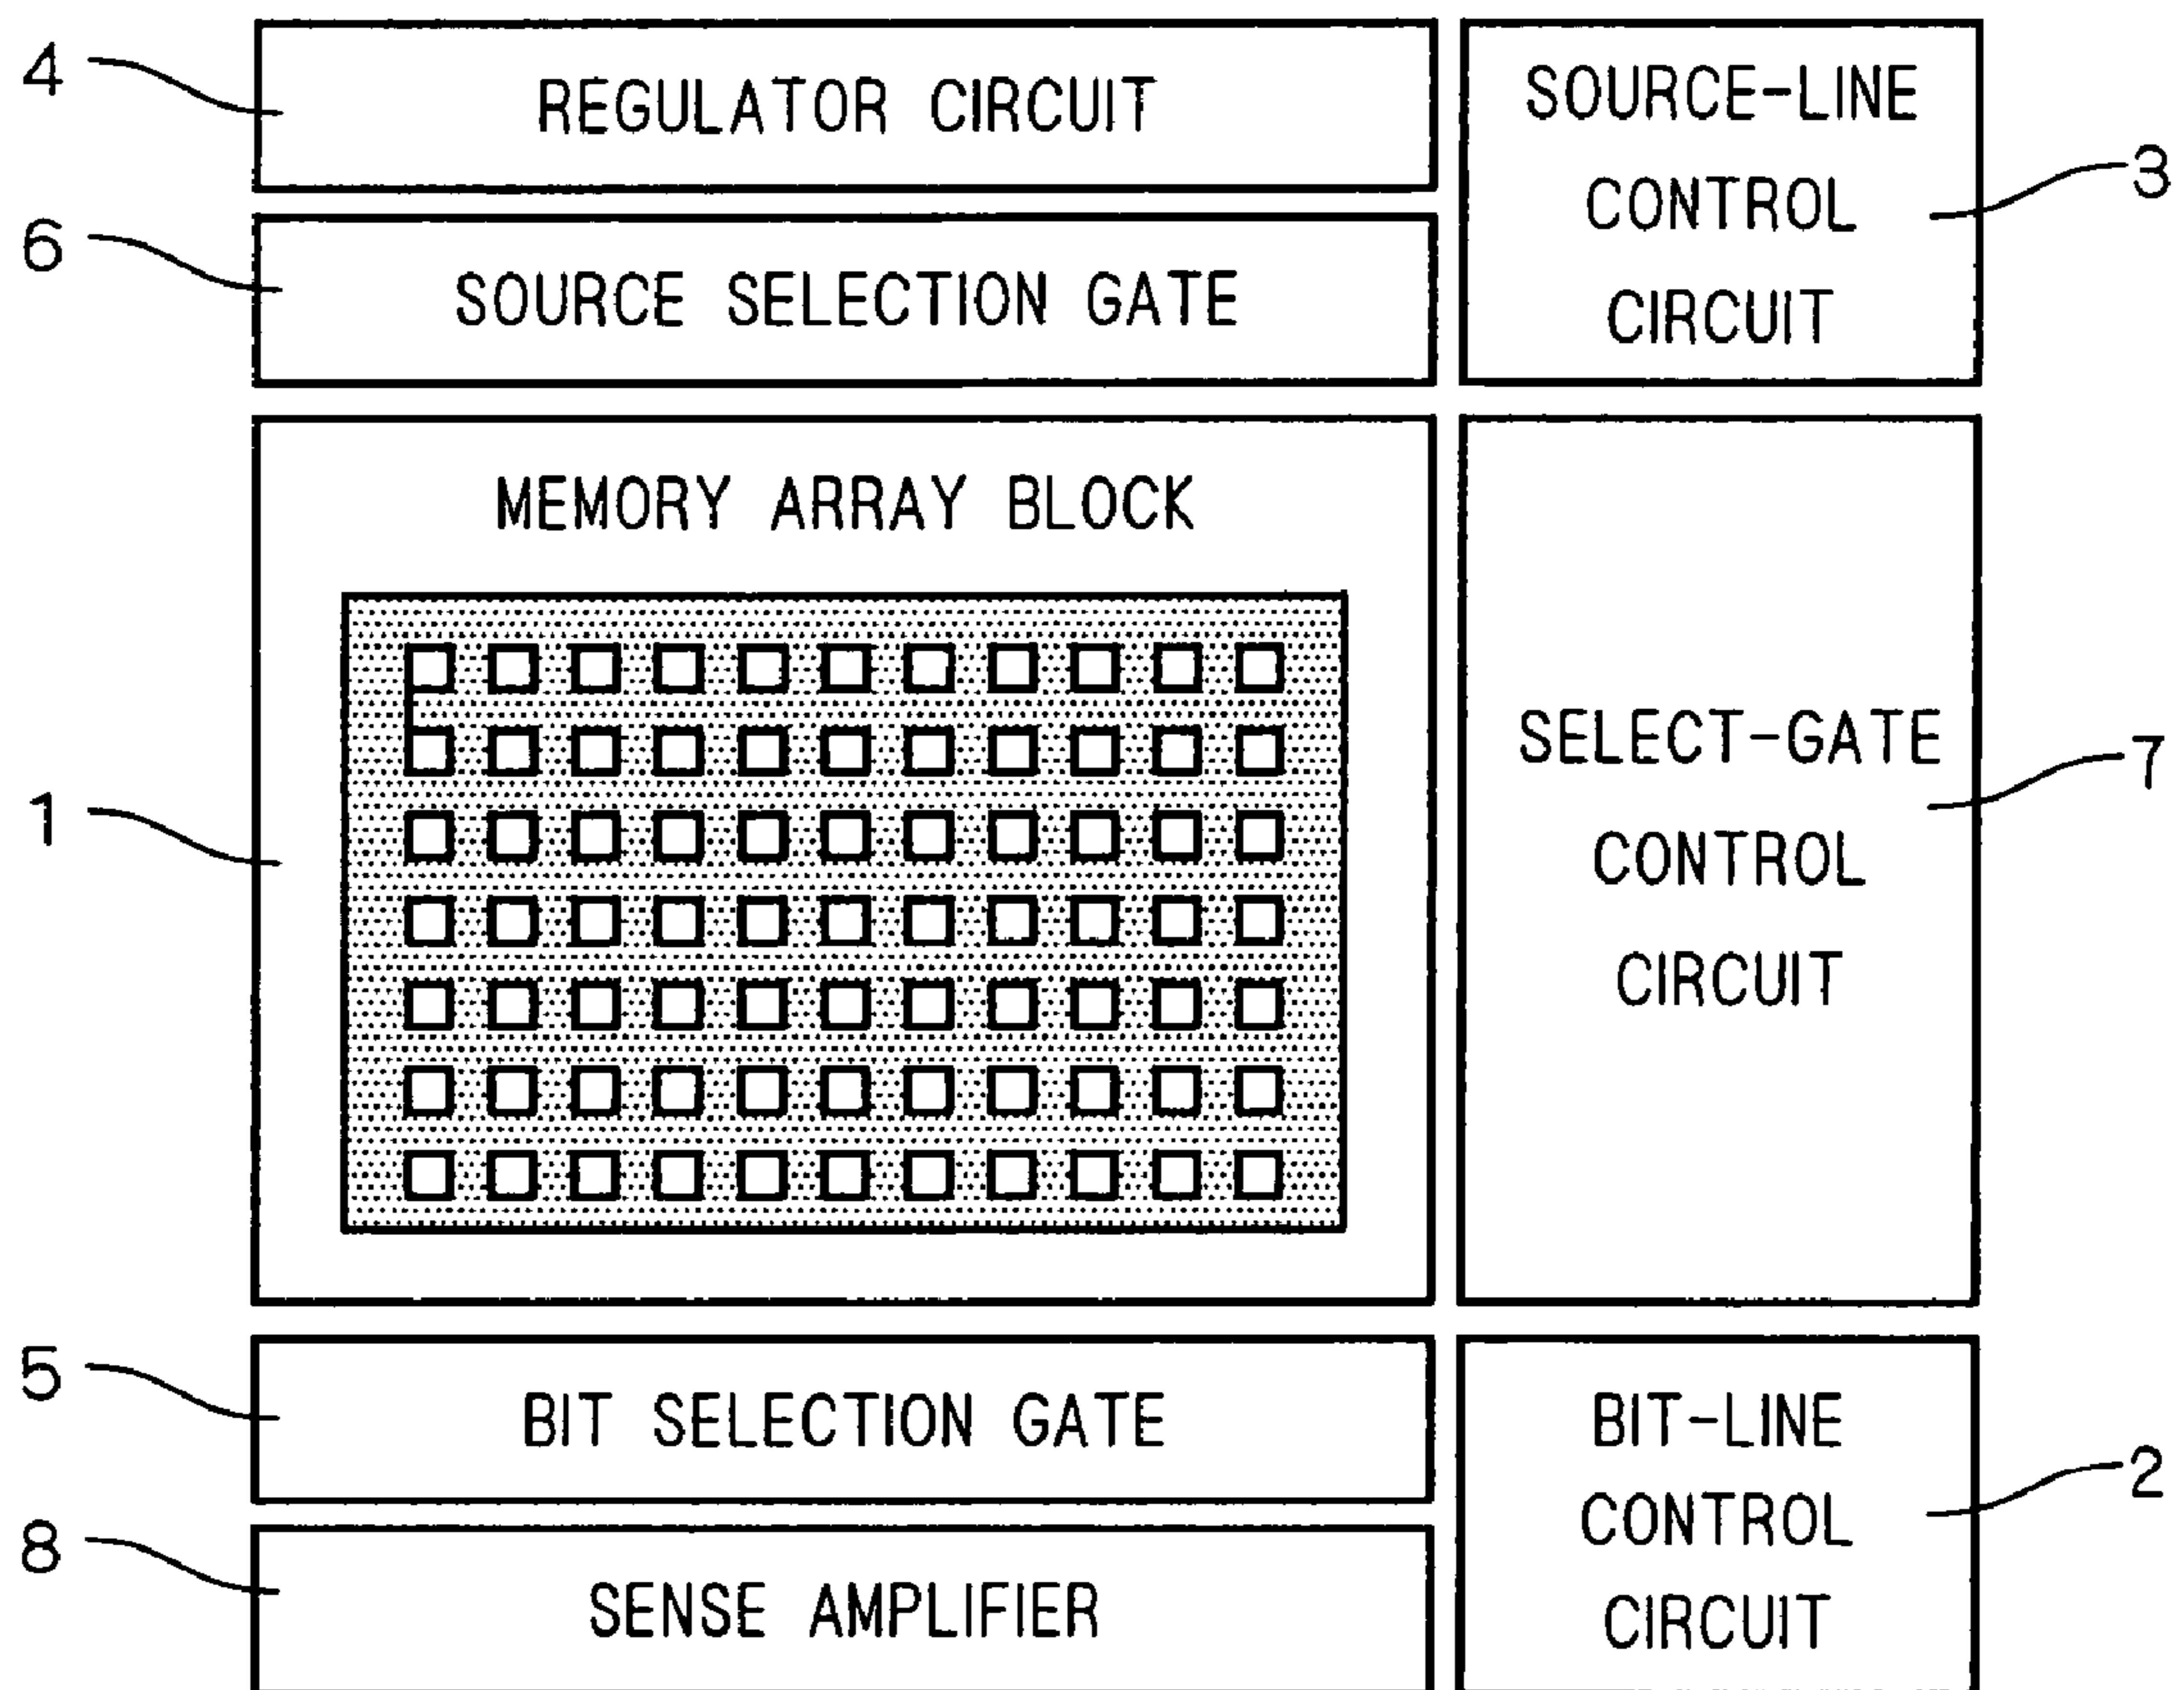 4
REGULATOR CIRCUIT
SOURCE-LINE
CONTROL
CIRCUIT
3
6
SOURCE SELECTION GATE
MEMORY ARRAY BLOCK
1
SELECT-GATE
CONTROL
CIRCUIT
7
5
BIT SELECTION GATE
BIT-LINE
CONTROL
CIRCUIT
2
8
SENSE AMPLIFIER